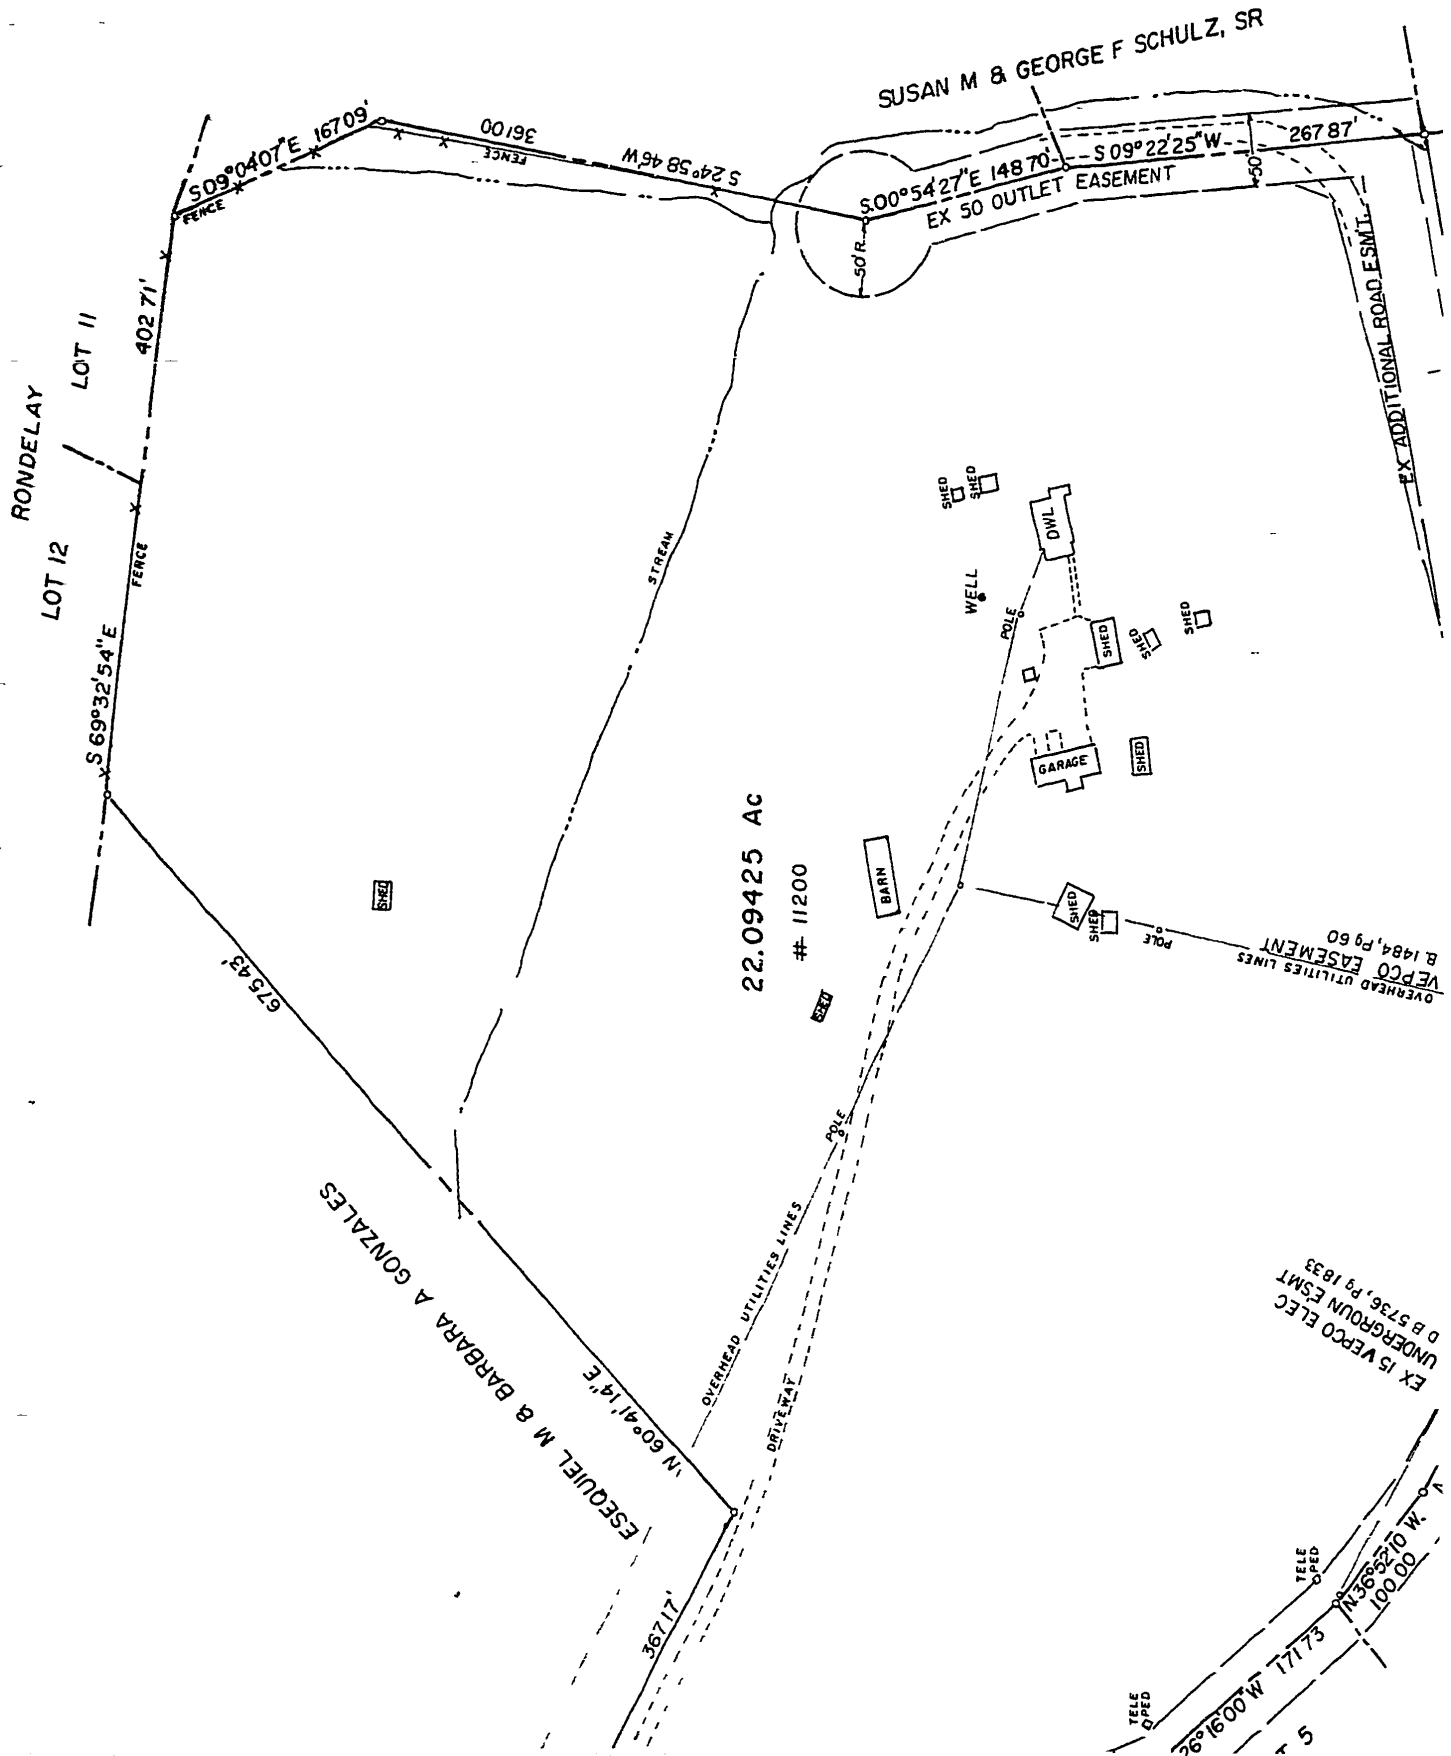 SUSAN M & GEORGE F SCHULZ, SR
S 09°04'07"E 167 09'
FENCE
361 00
FENCE
S 24°58 46 W
S.00°54'27"E 148 70'
S 09°22'25"W
267 87'
EX 50 OUTLET EASEMENT
50'
50' R.
EX ADDITIONAL ROAD ESMT.
RONDELAY
LOT 11
LOT 12
402 71'
FENCE
S 69°32'54"E
STREAM
SHED
SHED
DWL
WELL
POLE
SHED
SHED
SHED
GARAGE
SHED
BARN
22.09425 Ac
# 11200
SHED
SHED
SHED
SHED
POLE
OVERHEAD UTILITIES LINES
VEPCO EASEMENT
B. 1484, Pg 60
675 43'
N 60°41'14"E
ESEQUIEL M & BARBARA A GONZALES
POLE
OVERHEAD UTILITIES LINES
DRIVEWAY
367 17'
EX 15 VEPCO ELEC
UNDERGROUN ESMT
D B 5736, Pg 1833
TELE
PED
N.36°52'10 W.
100 00
TELE
PED
26°16'00"W 171 73
T 5